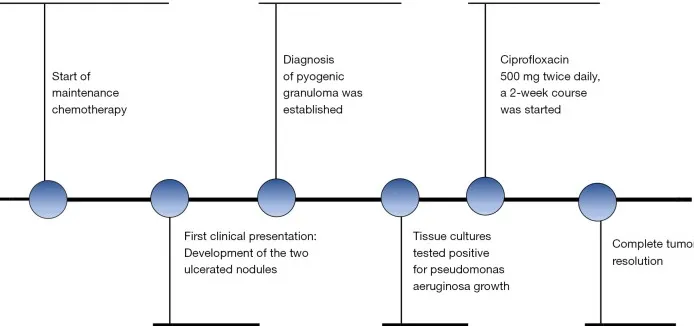 Start of
maintenance
chemotherapy
First clinical presentation:
Development of the two
ulcerated nodules
Diagnosis
of pyogenic
granuloma was
established
Tissue cultures
tested positive
for pseudomonas
aeruginosa growth
Ciprofloxacin
500 mg twice daily,
a 2-week course
was started
Complete tumor
resolution